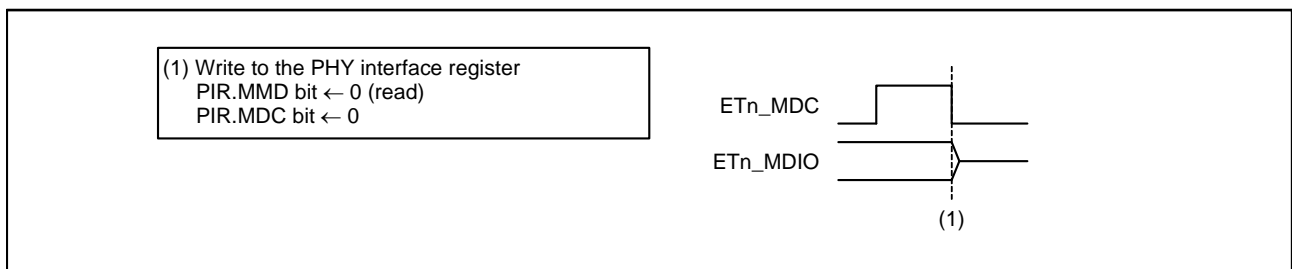 (1) Write to the PHY interface register
PIR.MMD bit ← 0 (read)
PIR.MDC bit ← 0
ETn_MDC
ETn_MDIO
(1)